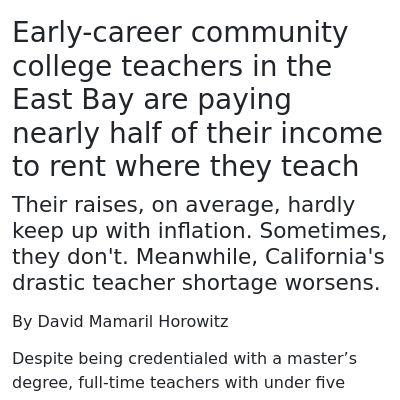 Early-career community
college teachers in the
East Bay are paying
nearly half of their income
to rent where they teach
Their raises, on average, hardly
keep up with inflation. Sometimes,
they don't. Meanwhile, California's
drastic teacher shortage worsens.
By David Mamaril Horowitz
Despite being credentialed with a master’s
degree, full-time teachers with under five